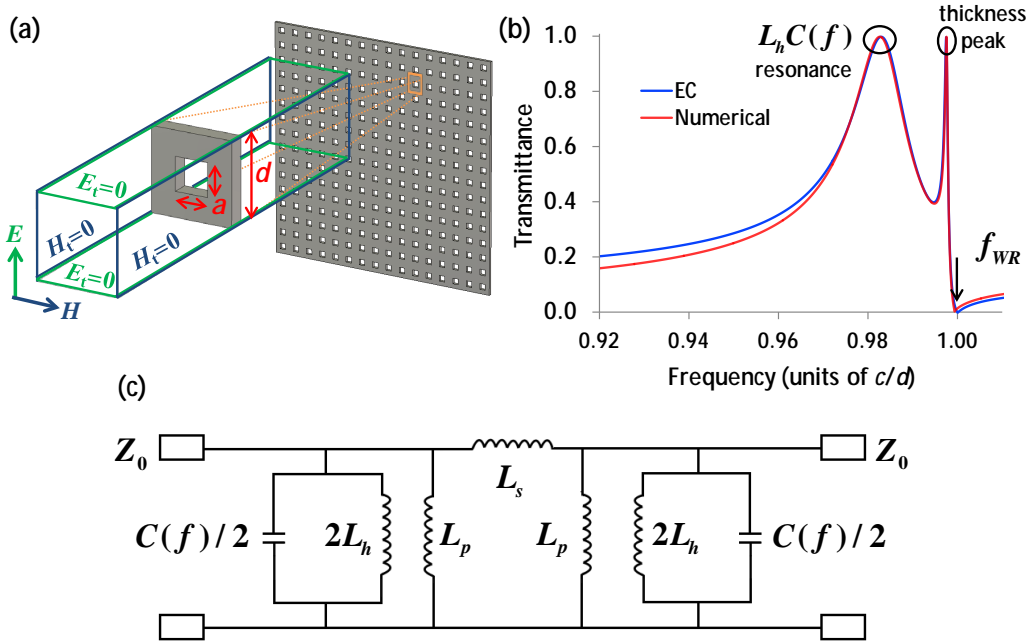 (a)
E_t=0
H_t=0
H_t=0
E_t=0
E
H
a
d
(b)
L_hC(f)
resonance
thickness
peak
EC
Numerical
f_WR
Transmittance
1.0
0.8
0.6
0.4
0.2
0.0
0.92
0.94
0.96
0.98
1.00
Frequency (units of c/d)
(c)
Z_0
Z_0
L_s
C(f)/2
2L_h
L_p
L_p
2L_h
C(f)/2